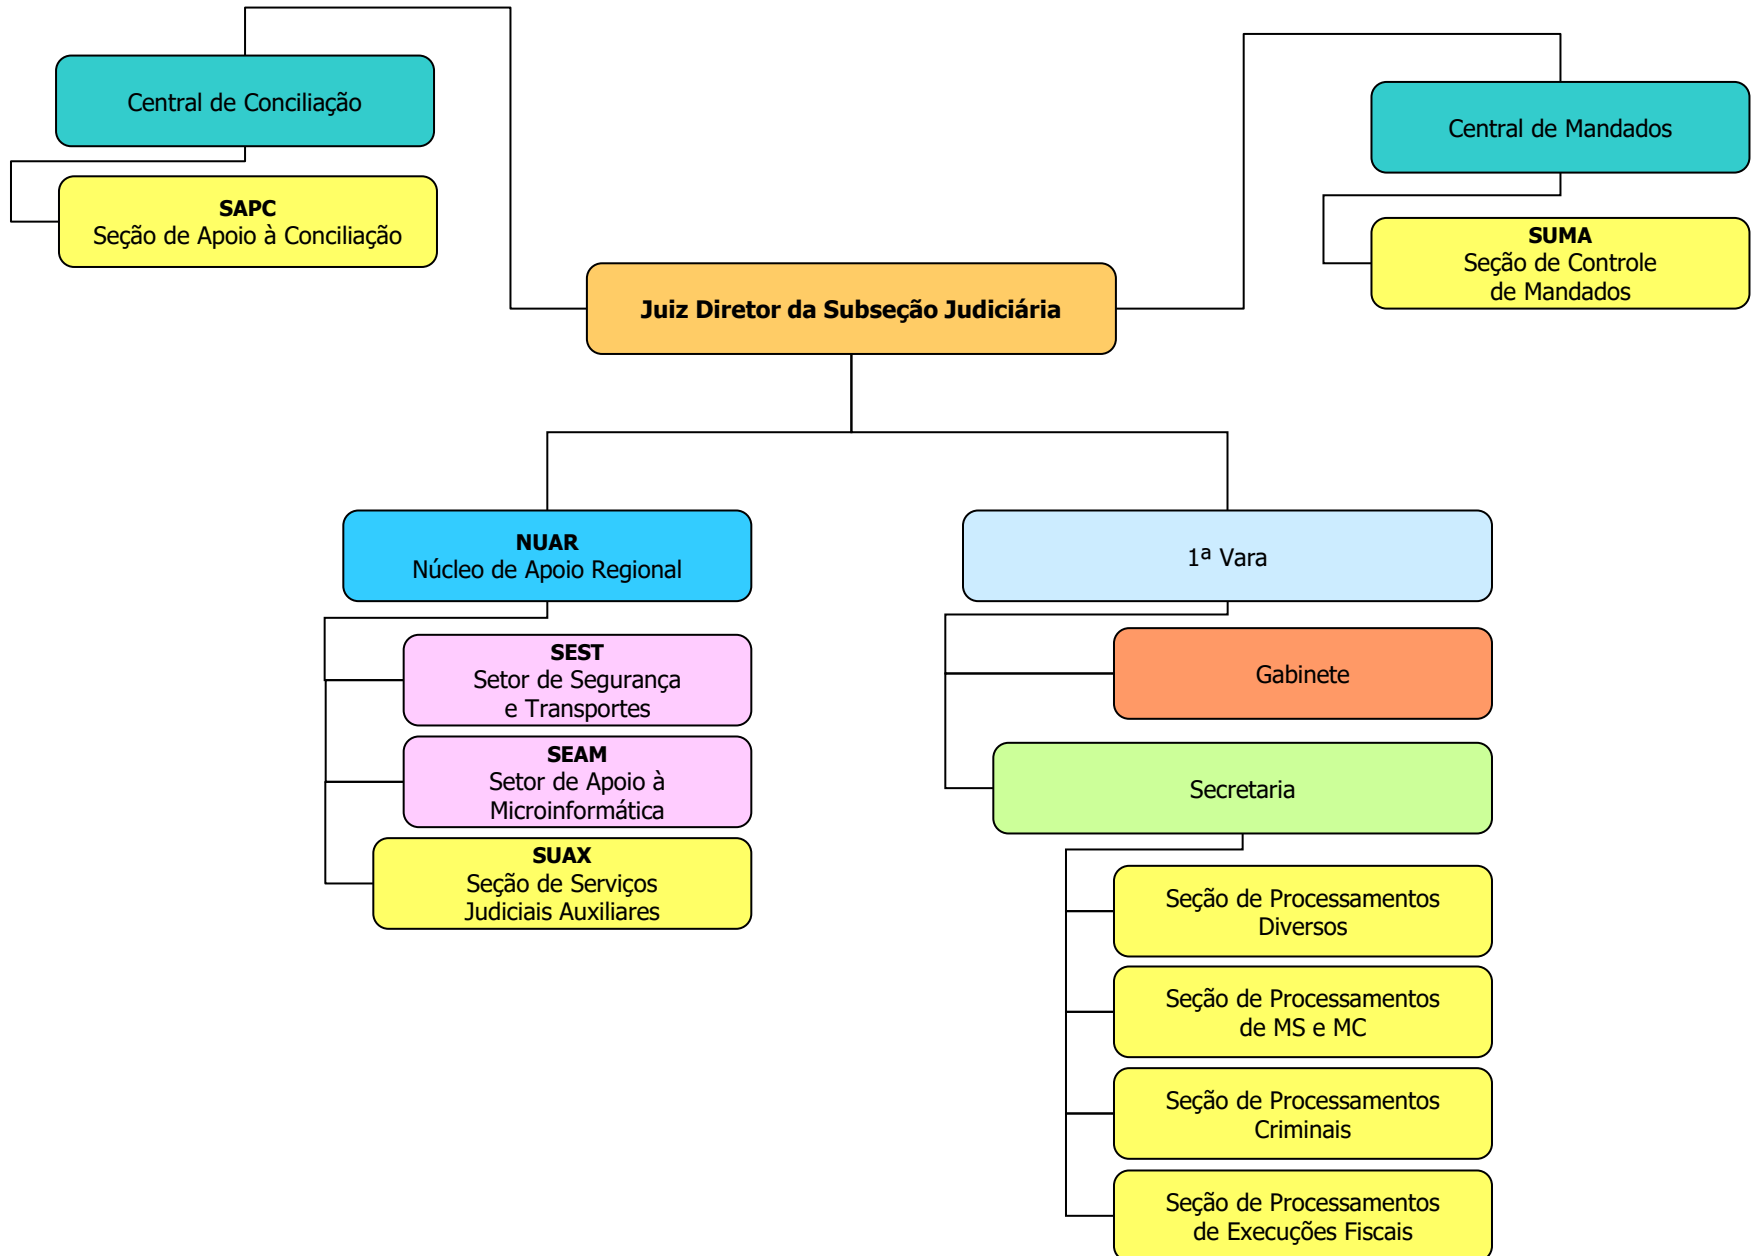 Central de Conciliação
SAPC
Seção de Apoio à Conciliação
Central de Mandados
SUMA
Seção de Controle
de Mandados
Juiz Diretor da Subseção Judiciária
NUAR
Núcleo de Apoio Regional
SEST
Setor de Segurança
e Transportes
SEAM
Setor de Apoio à
Microinformática
SUAX
Seção de Serviços
Judiciais Auxiliares
1ª Vara
Gabinete
Secretaria
Seção de Processamentos
Diversos
Seção de Processamentos
de MS e MC
Seção de Processamentos
Criminais
Seção de Processamentos
de Execuções Fiscais